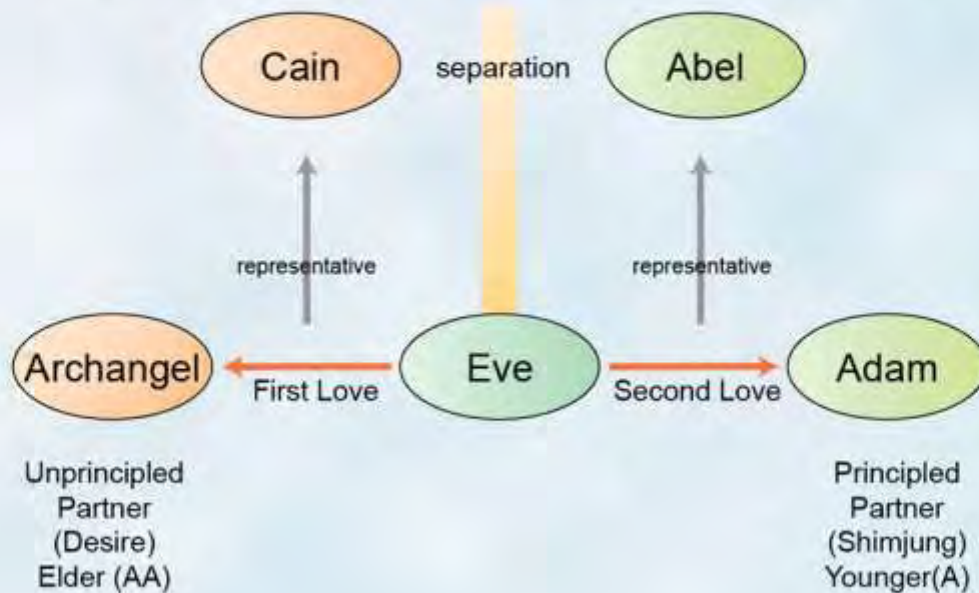 Cain
separation
Abel
representative
representative
Archangel
First Love
Eve
Second Love
Adam
Unprincipled
Partner
(Desire)
Elder (AA)
Principled
Partner
(Shimjung)
Younger(A)